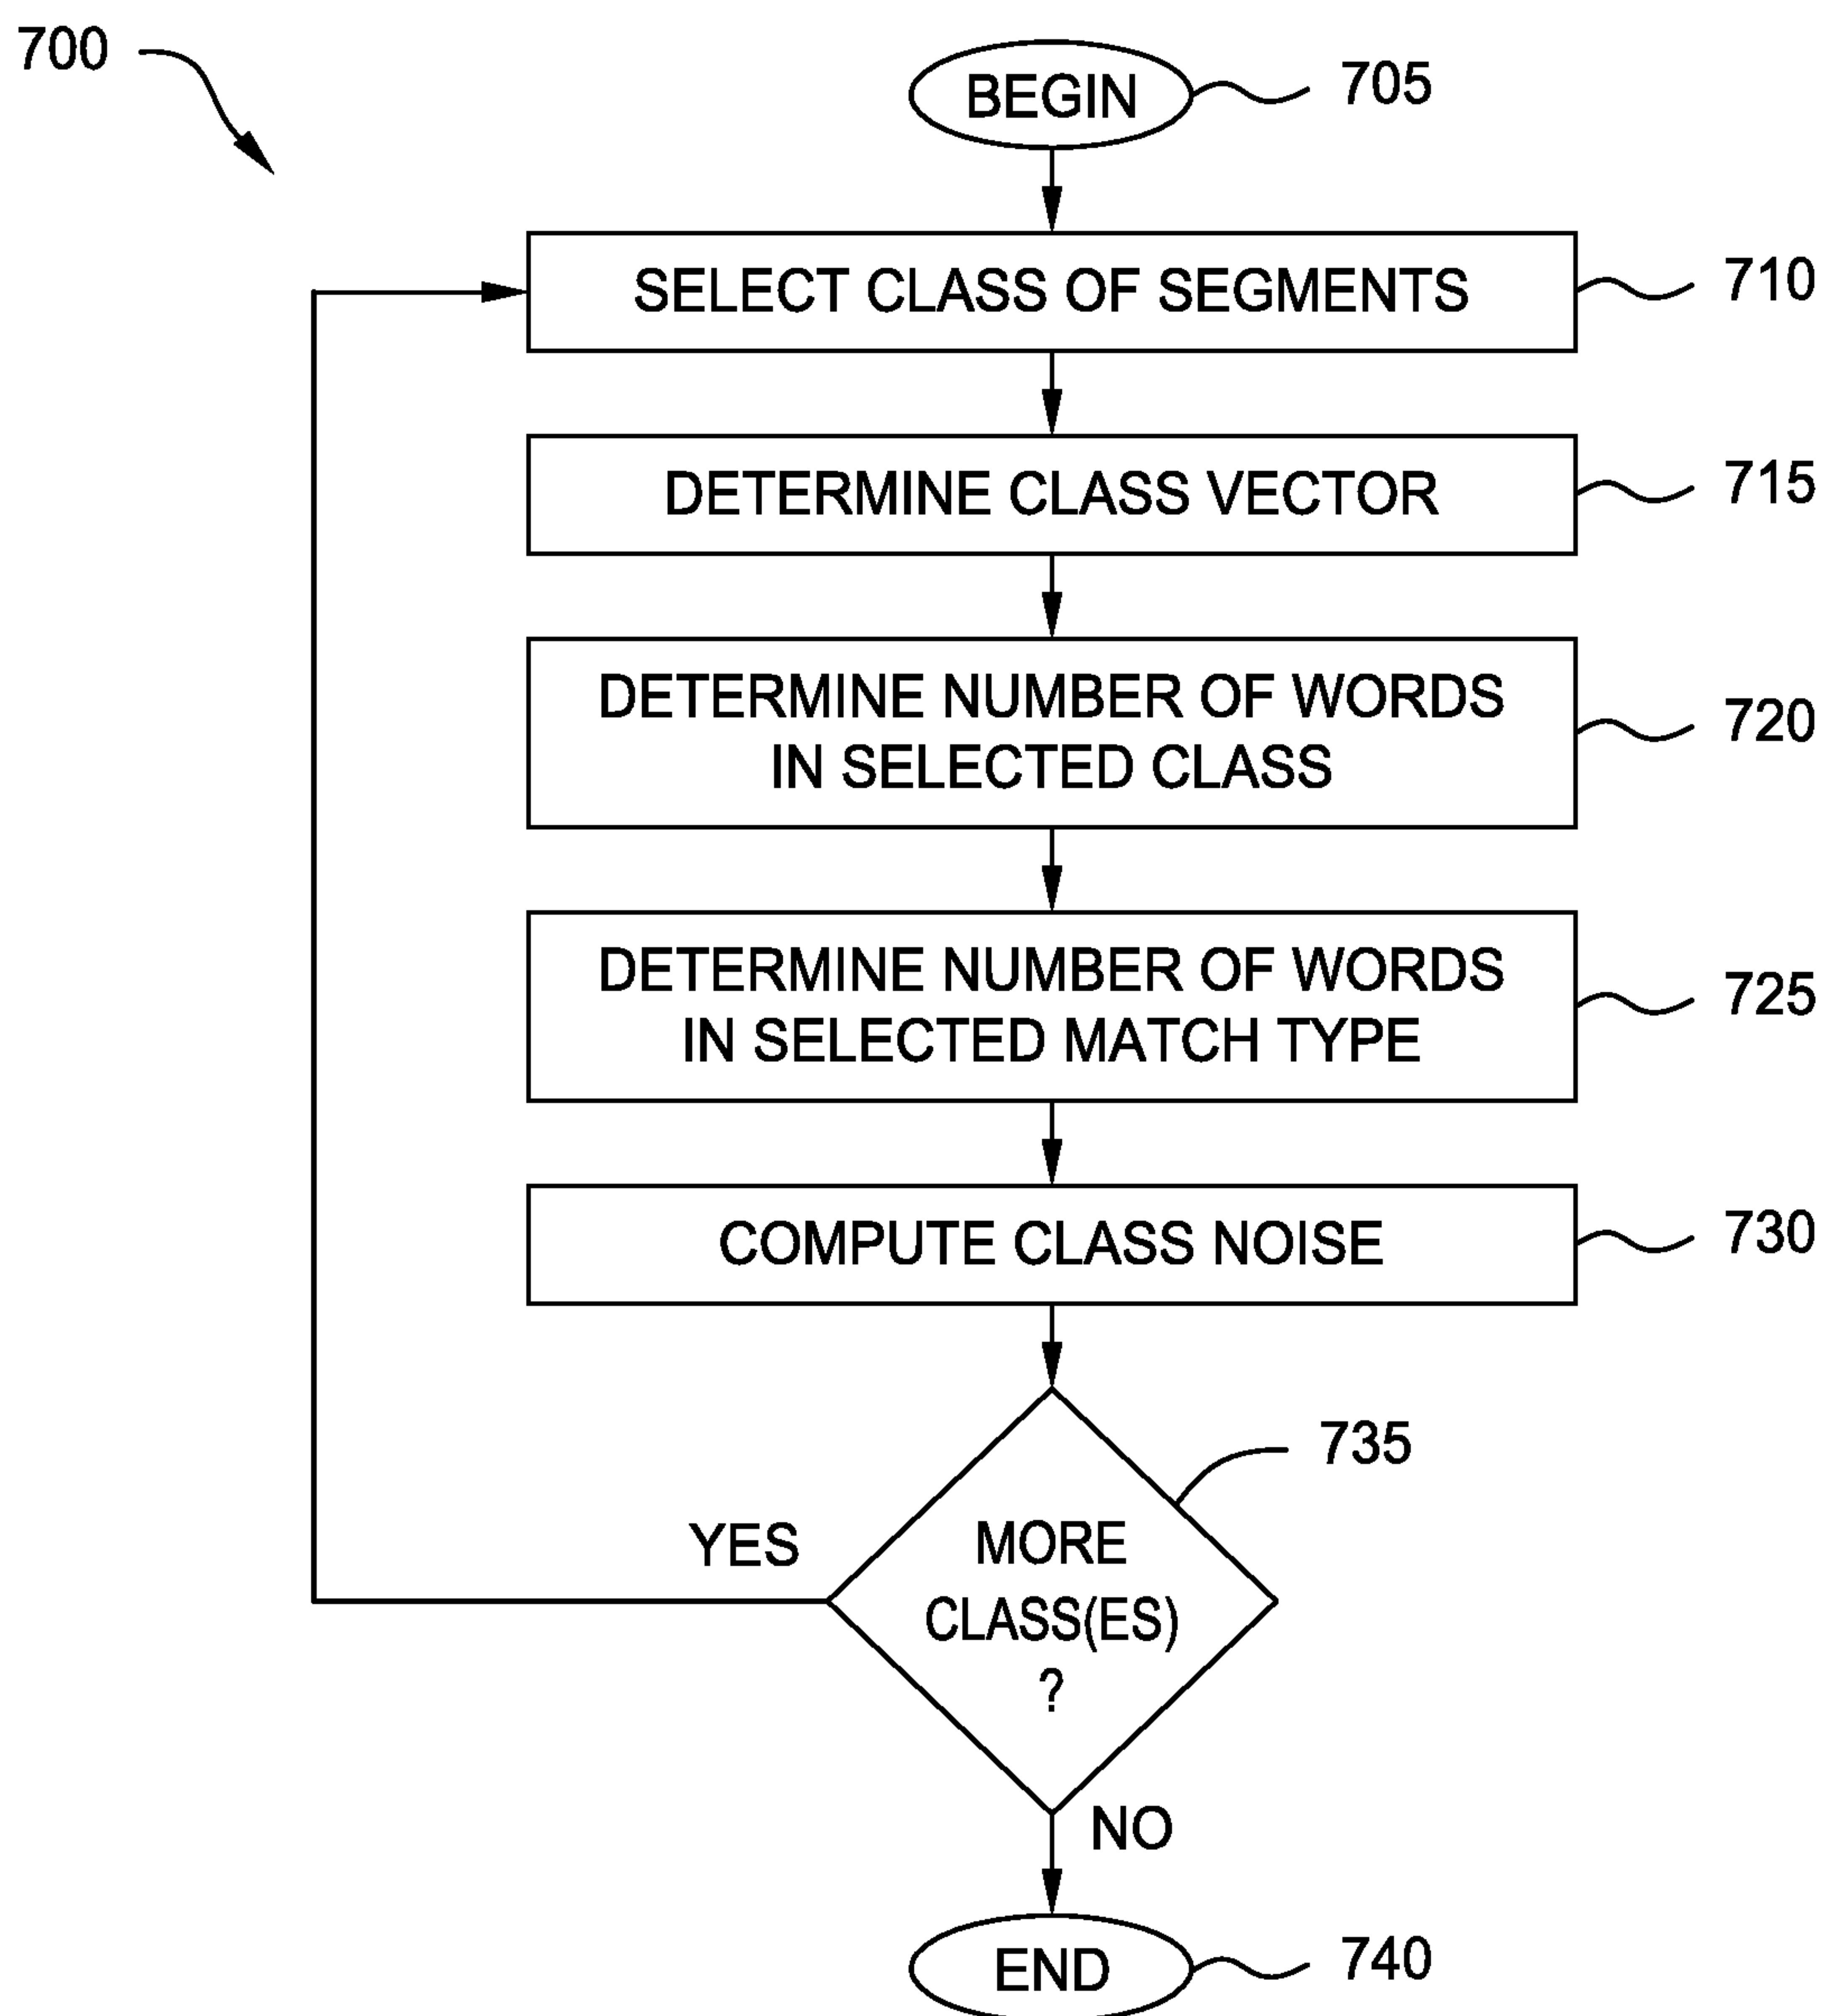 700
BEGIN
705
SELECT CLASS OF SEGMENTS
710
DETERMINE CLASS VECTOR
715
DETERMINE NUMBER OF WORDS
IN SELECTED CLASS
720
DETERMINE NUMBER OF WORDS
IN SELECTED MATCH TYPE
725
COMPUTE CLASS NOISE
730
735
YES
MORE
CLASS(ES)
?
NO
END
740